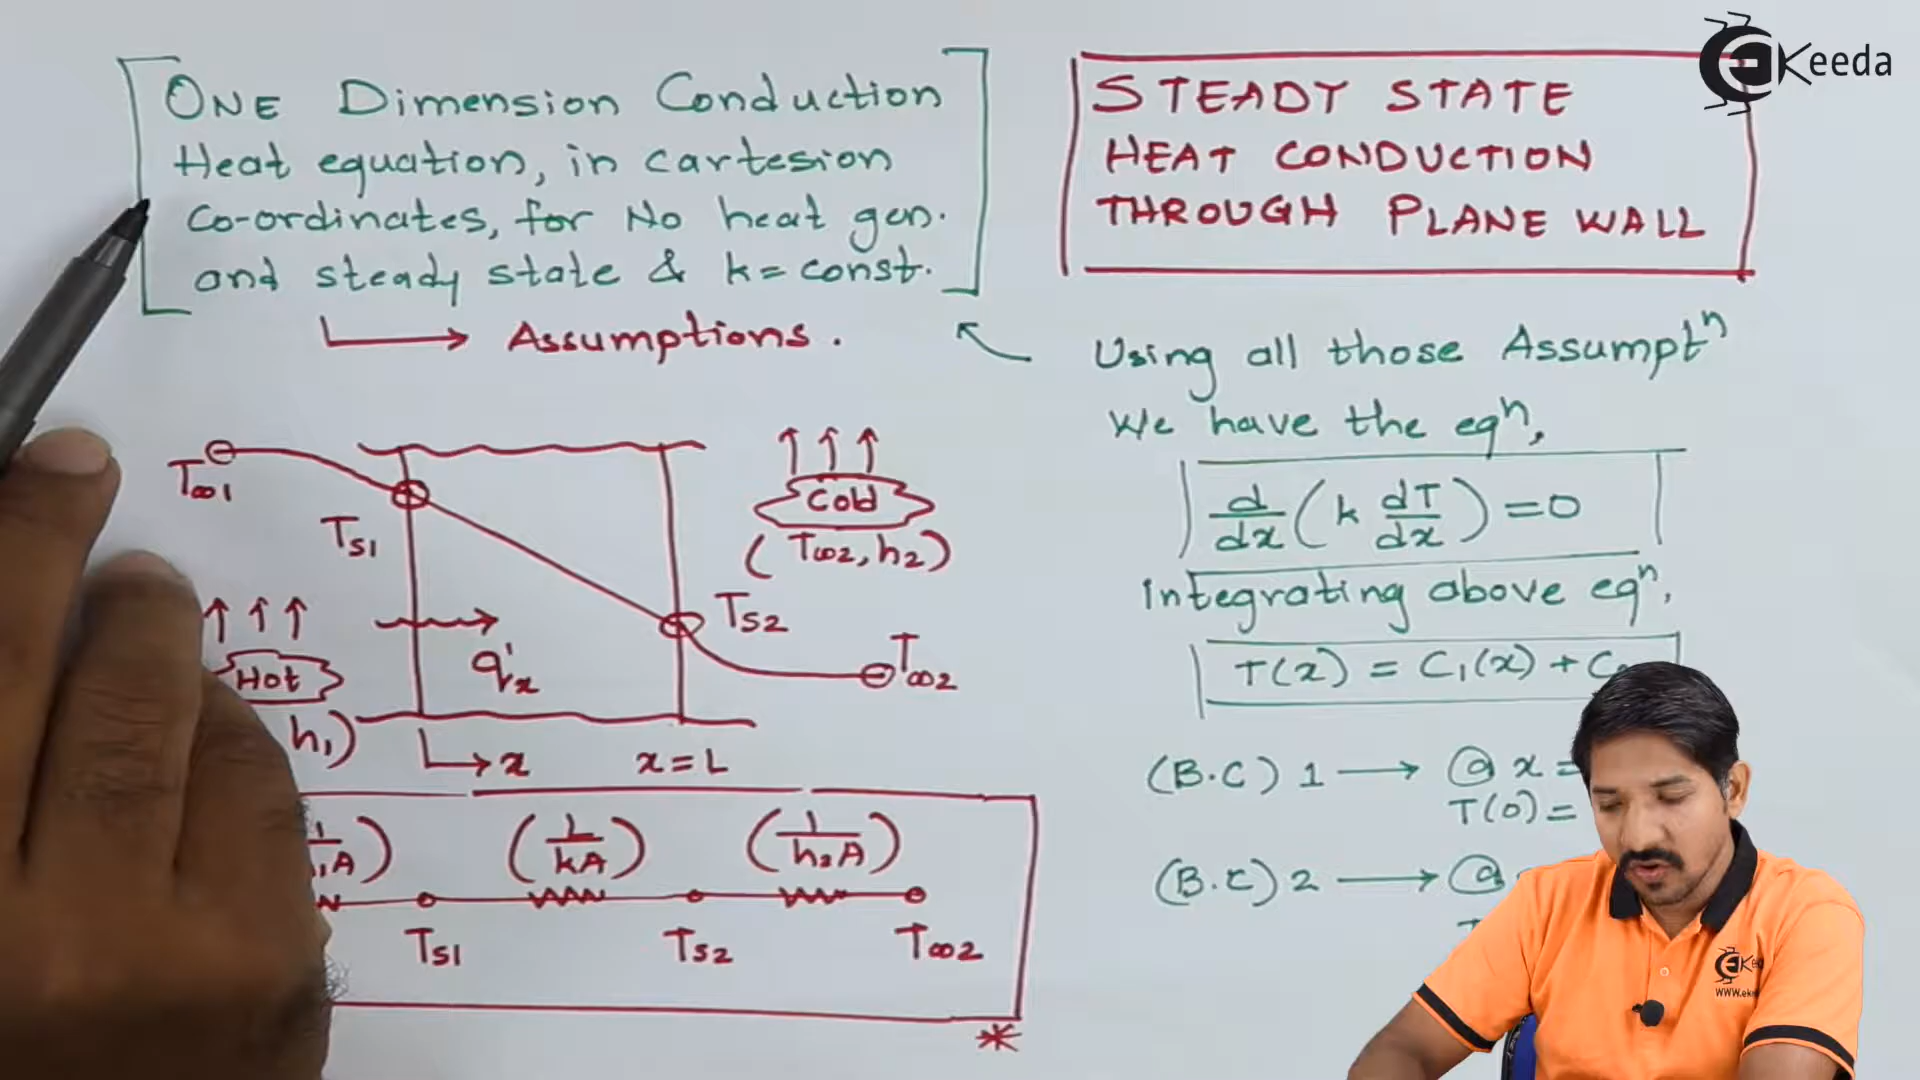 ONE Dimension Conduction
Heat equation, in cartesion
Co-ordinates, for No heat gen.
and steady state & k = const.
Assumptions.
STEADY STATE
HEAT CONDUCTION
THROUGH PLANE WALL
eKeeda
Using all those Assumptⁿ
We have the eqⁿ,
d/dx (k dT/dx) = 0
Integrating above eqⁿ,
T(x) = C₁(x) + C
(B.C) 1 → @ x =
T(0) =
(B.C) 2 → @
T∞1
TS1
Cold
(T∞2, h₂)
TS2
T∞2
q'x
Hot
h₁)
x
x = L
A)
(L/kA)
(1/h₂A)
TS1
TS2
T∞2
*